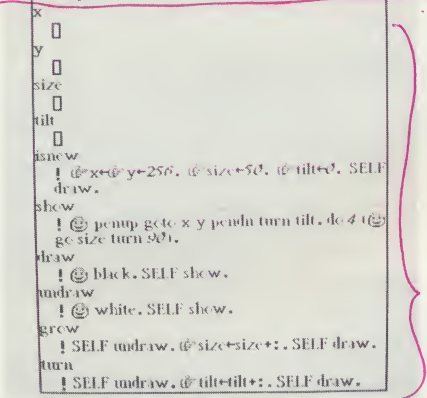 x
▯
y
▯
size
▯
tilt
▯
isnew
! ☞x←☞y←256. ☞size←50. ☞tilt←0. SELF
draw.
show
! ☺ penup goto x y pendn turn tilt. do 4 (☺
go size turn 90).
draw
! ☺ black. SELF show.
undraw
! ☺ white. SELF show.
grow
! SELF undraw. ☞size←size+:. SELF draw.
turn
! SELF undraw. ☞tilt←tilt+:. SELF draw.